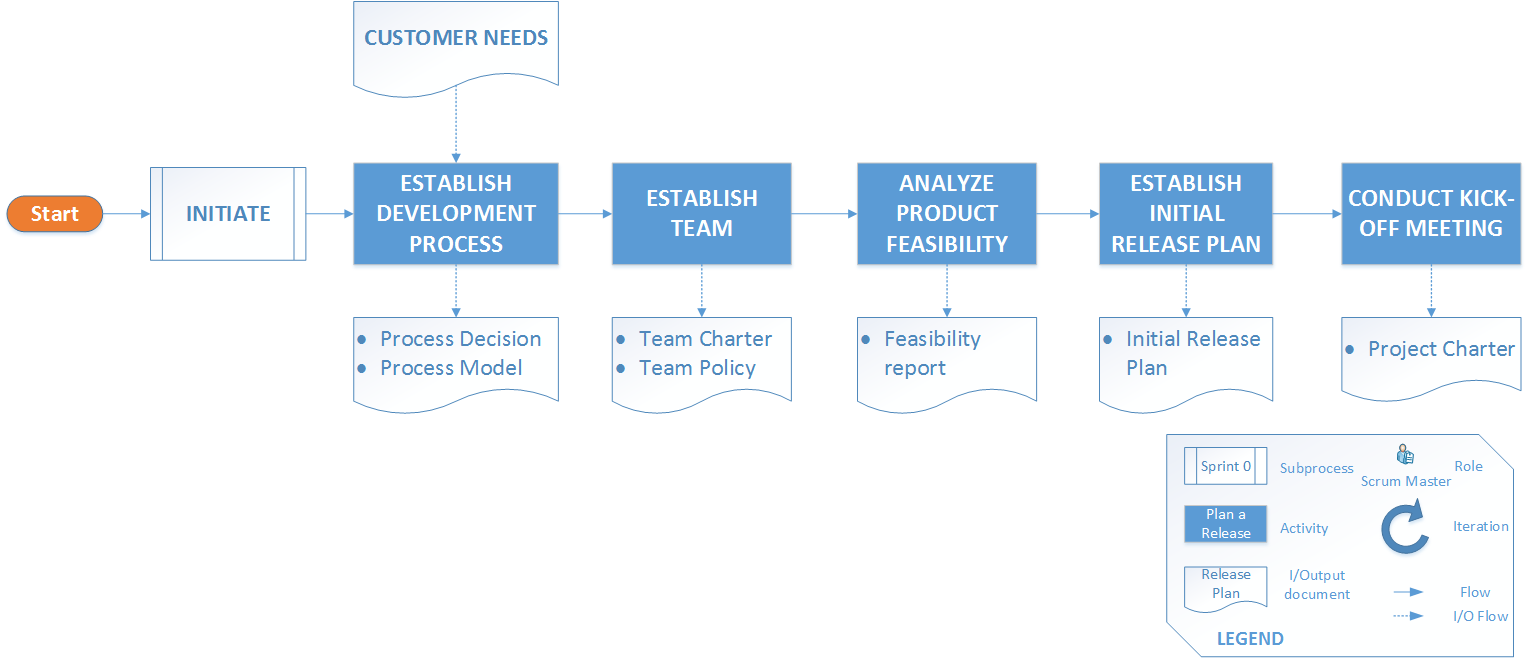 CUSTOMER NEEDS
Start
INITIATE
ESTABLISH
DEVELOPMENT
PROCESS
ESTABLISH
TEAM
ANALYZE
PRODUCT
FEASIBILITY
ESTABLISH
INITIAL
RELEASE PLAN
CONDUCT KICK-
OFF MEETING
• Process Decision
• Process Model
• Team Charter
• Team Policy
• Feasibility
report
• Initial Release
Plan
• Project Charter
Sprint 0
Subprocess
Scrum Master
Role
Plan a
Release
Activity
Iteration
Release
Plan
I/Output
document
Flow
I/O Flow
LEGEND